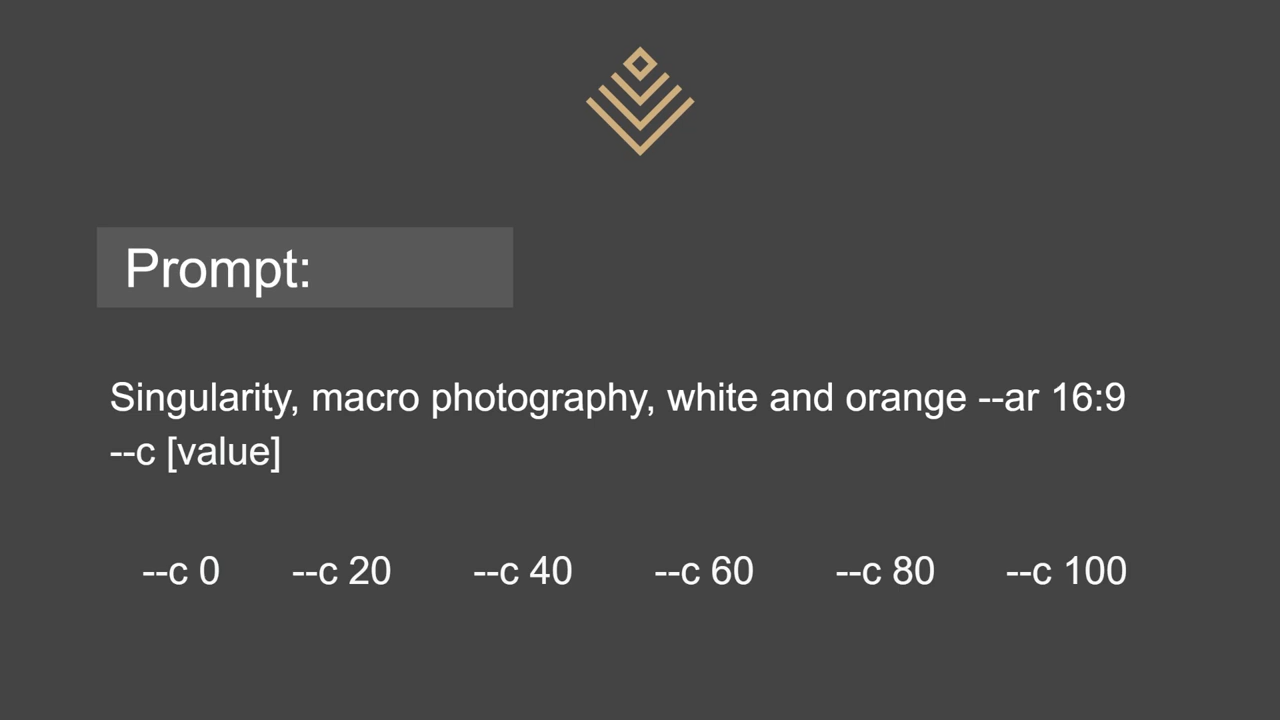 Prompt:
Singularity, macro photography, white and orange --ar 16:9
--c [value]
--c 0 --c 20 --c 40 --c 60 --c 80 --c 100